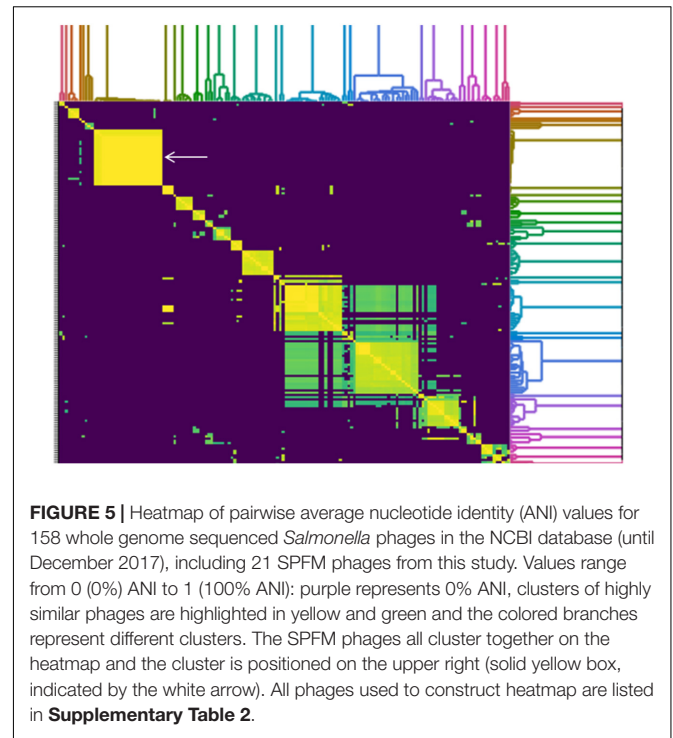 FIGURE 5 | Heatmap of pairwise average nucleotide identity (ANI) values for
158 whole genome sequenced Salmonella phages in the NCBI database (until
December 2017), including 21 SPFM phages from this study. Values range
from 0 (0%) ANI to 1 (100% ANI): purple represents 0% ANI, clusters of highly
similar phages are highlighted in yellow and green and the colored branches
represent different clusters. The SPFM phages all cluster together on the
heatmap and the cluster is positioned on the upper right (solid yellow box,
indicated by the white arrow). All phages used to construct heatmap are listed
in Supplementary Table 2.